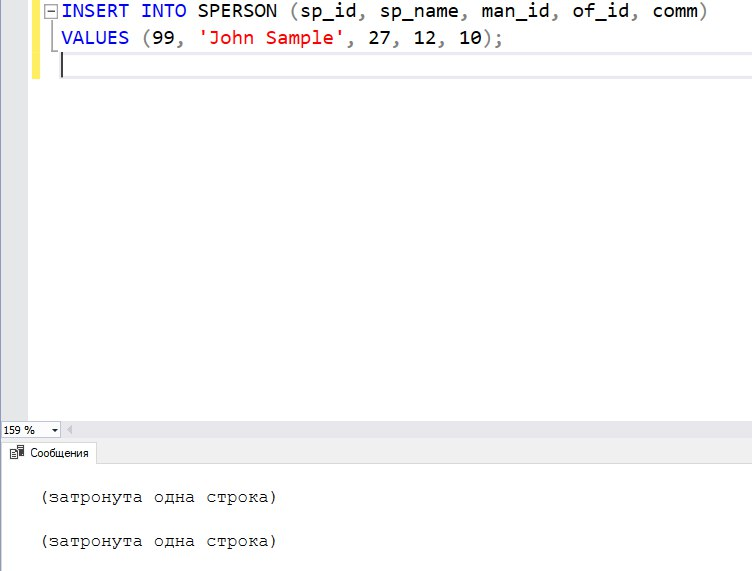 INSERT INTO SPERSON (sp_id, sp_name, man_id, of_id, comm)
VALUES (99, 'John Sample', 27, 12, 10);
159 %
Сообщения
(затронута одна строка)
(затронута одна строка)